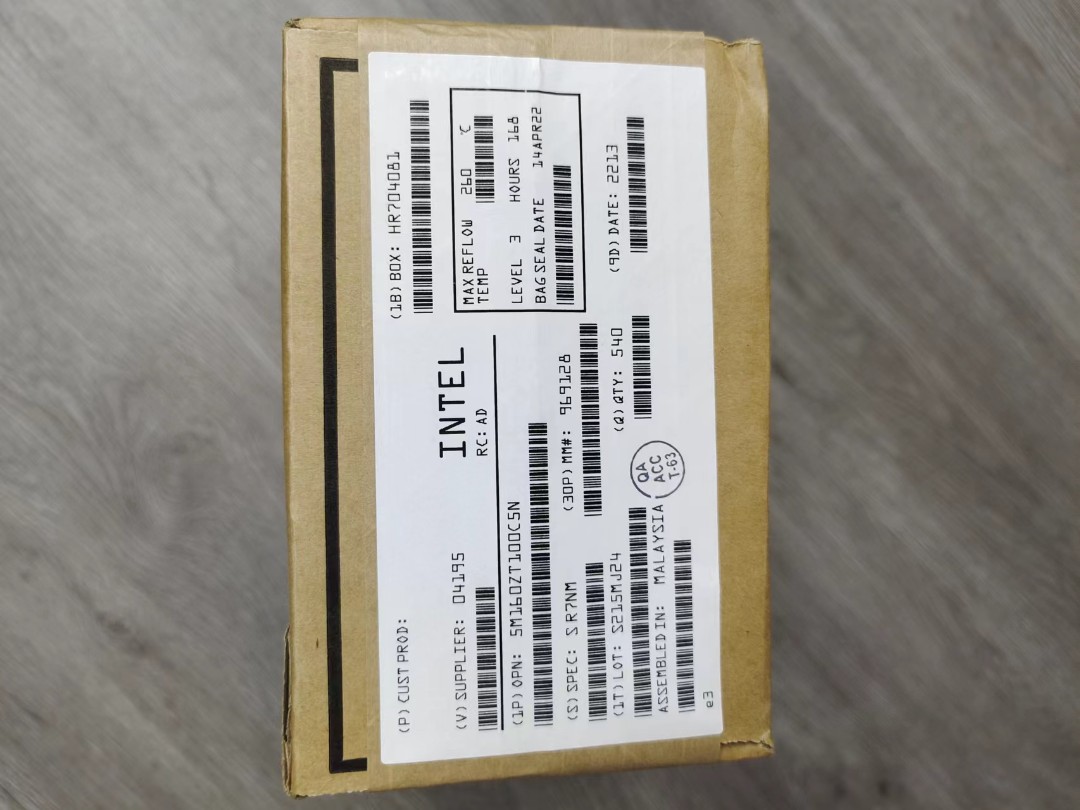 (P) CUST PROD:
(1B) BOX: HR704081
(V) SUPPLIER: 04195
INTEL
RC: AD
MAX REFLOW TEMP 260 °C
LEVEL 3 HOURS 168
BAG SEAL DATE 14APR22
(1P) OPN: 5M160ZT100C5N
(S) SPEC: SR7NM
(30P) MM#: 969128
(1T) LOT: S215MJ24
(Q) QTY: 540
(9D) DATE: 2213
ASSEMBLED IN: MALAYSIA
QA
ACC
T-63
e3